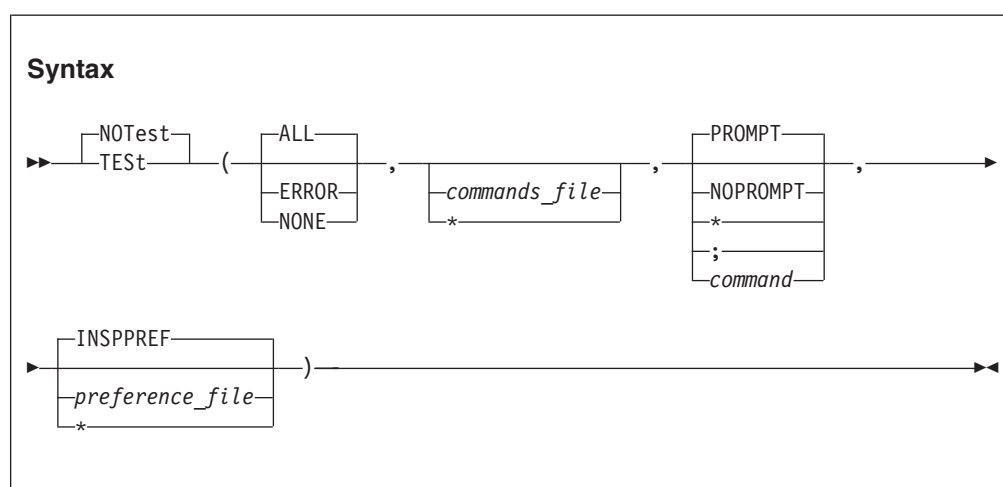 Syntax
NOTest
TESt
(
ALL
ERROR
NONE
,
commands_file
*
,
PROMPT
NOPROMPT
*
;
command
,
INSPPREF
preference_file
*
)